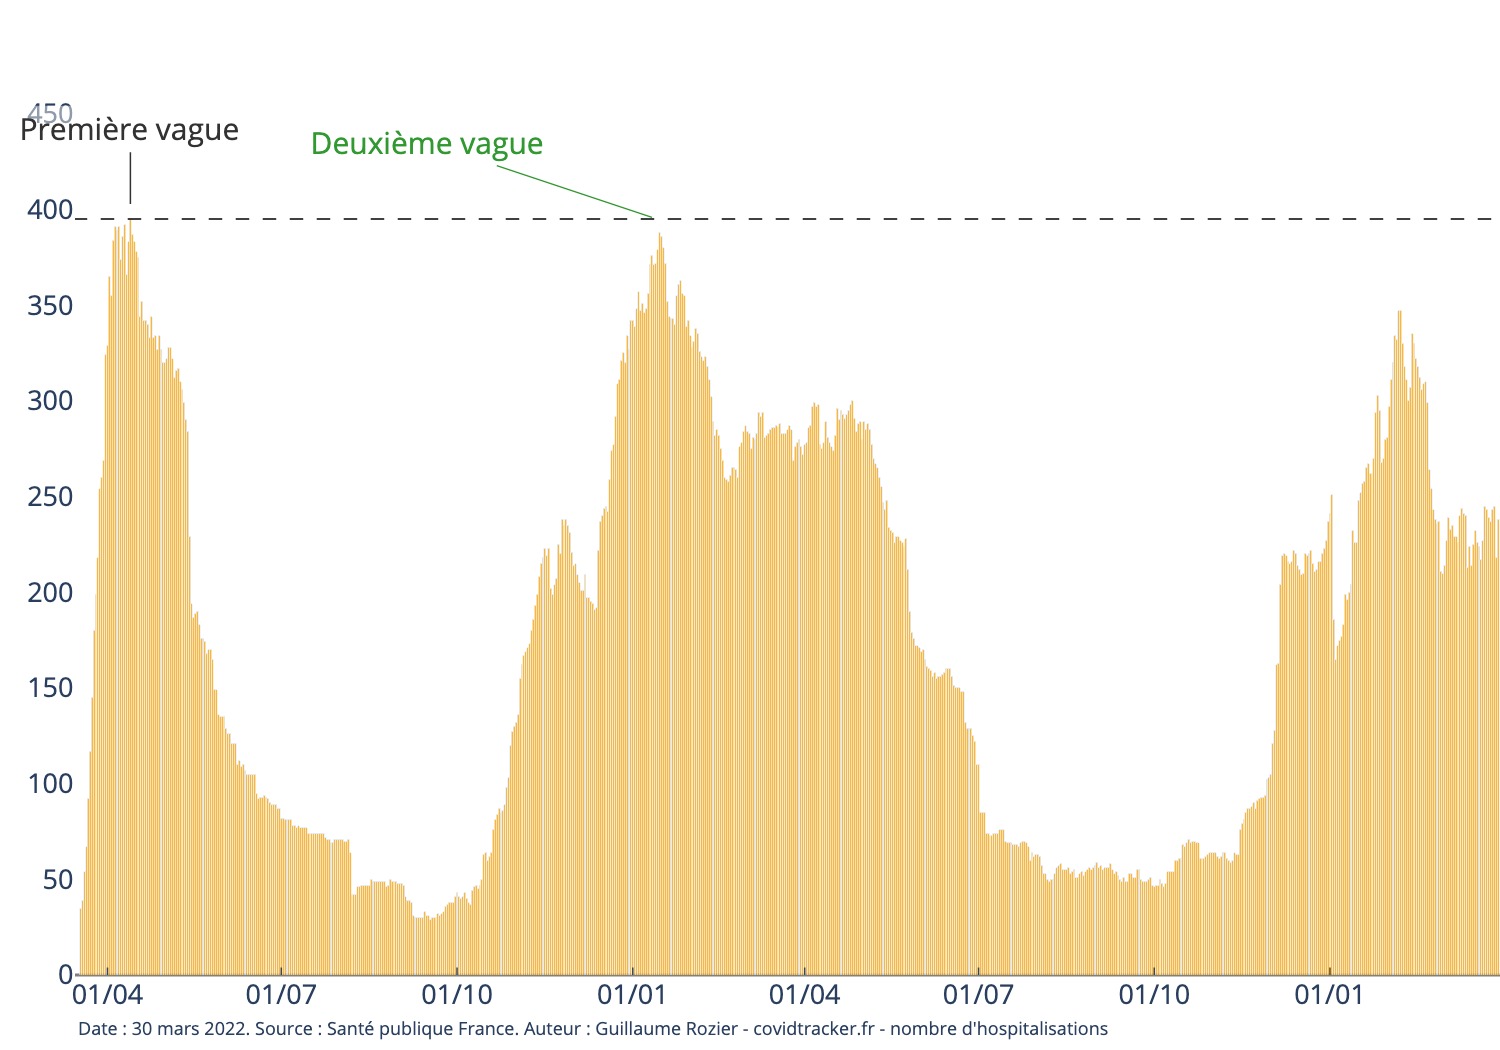 450
Première vague
Deuxième vague
400
350
300
250
200
150
100
50
0
01/04 01/07 01/10 01/01 01/04 01/07 01/10 01/01
Date : 30 mars 2022. Source : Santé publique France. Auteur : Guillaume Rozier - covidtracker.fr - nombre d'hospitalisations